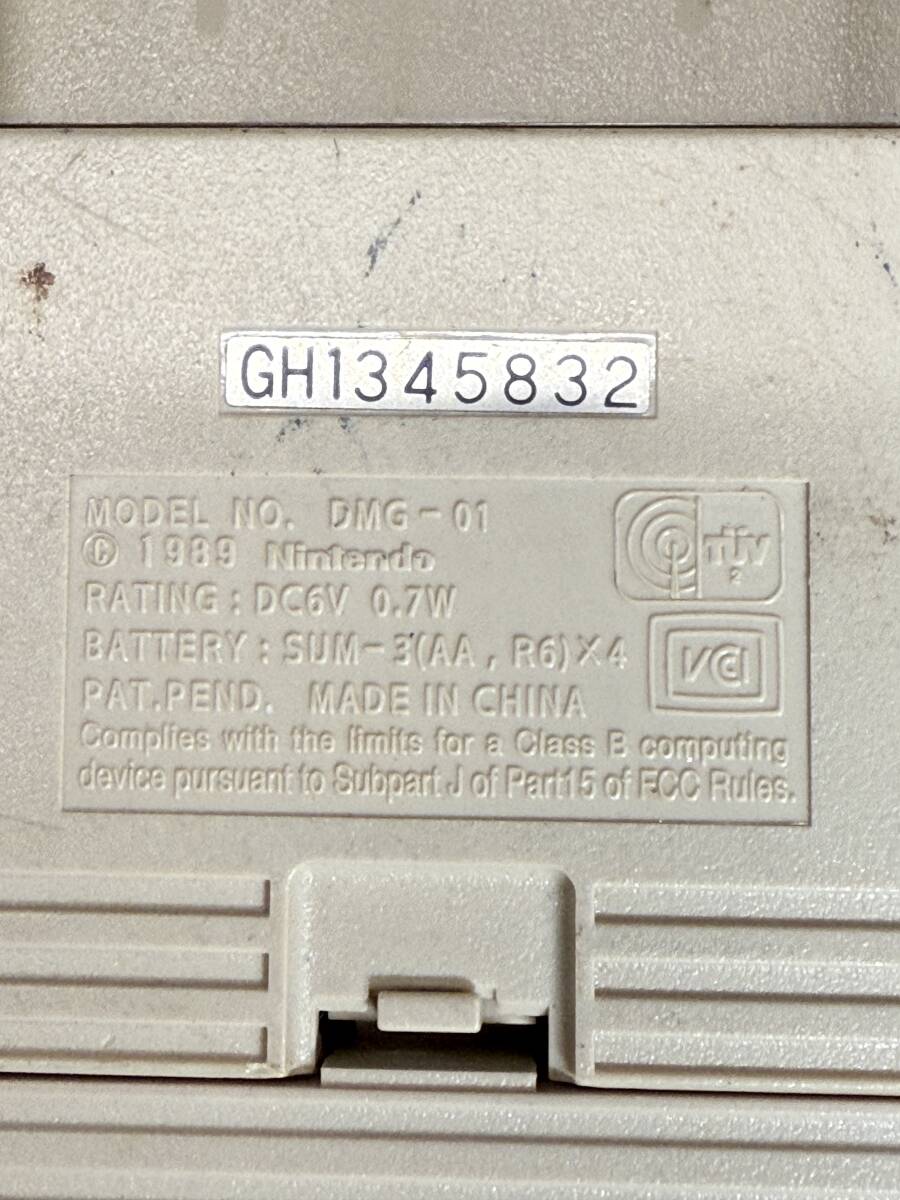 GH1345832
MODEL NO. DMG-01
© 1989 Nintendo
TÜV
2
RATING : DC6V 0.7W
BATTERY : SUM-3(AA, R6)×4
VCI
PAT.PEND. MADE IN CHINA
Complies with the limits for a Class B computing
device pursuant to Subpart J of Part15 of FCC Rules.